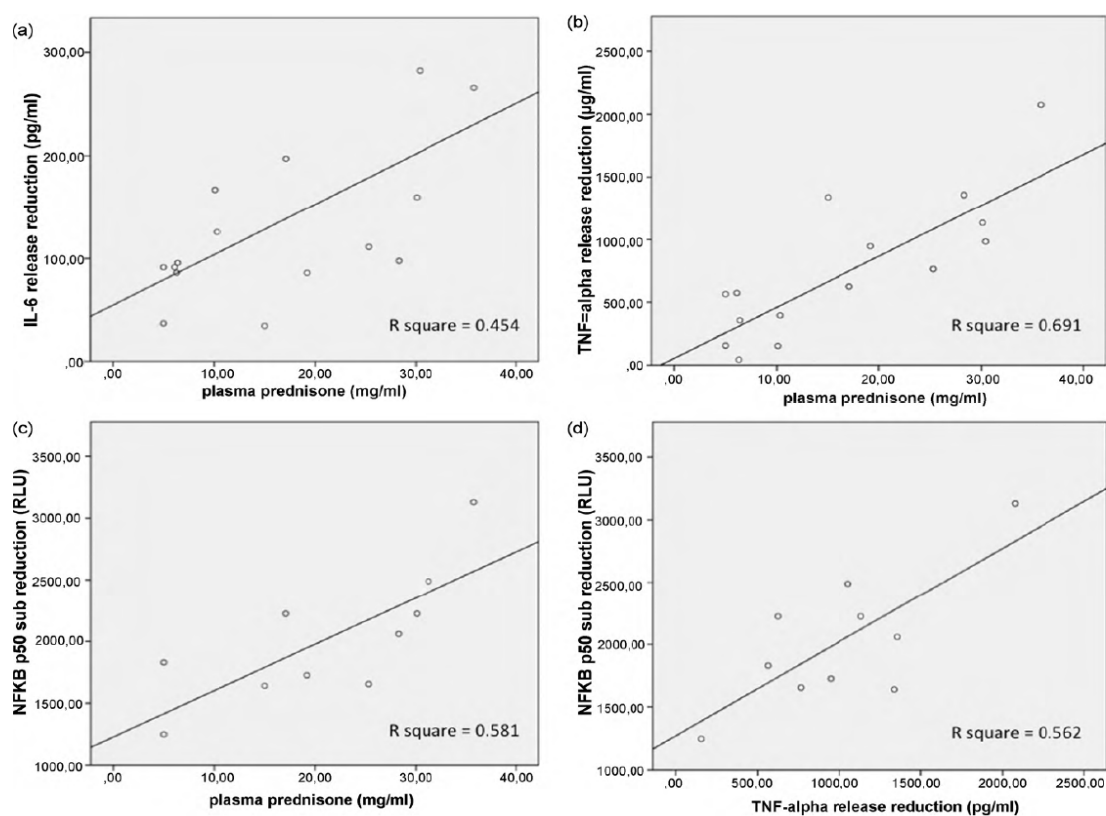 (a)
IL-6 release reduction (pg/ml)
300,00
200,00
100,00
,00
R square = 0.454
,00 10,00 20,00 30,00 40,00
plasma prednisone (mg/ml)
(b)
TNF=alpha release reduction (µg/ml)
2500,00
2000,00
1500,00
1000,00
500,00
,00
R square = 0.691
,00 10,00 20,00 30,00 40,00
plasma prednisone (mg/ml)
(c)
NFKB p50 sub reduction (RLU)
3500,00
3000,00
2500,00
2000,00
1500,00
1000,00
R square = 0.581
,00 10,00 20,00 30,00 40,00
plasma prednisone (mg/ml)
(d)
NFKB p50 sub reduction (RLU)
3500,00
3000,00
2500,00
2000,00
1500,00
1000,00
R square = 0.562
,00 500,00 1000,00 1500,00 2000,00 2500,00
TNF-alpha release reduction (pg/ml)